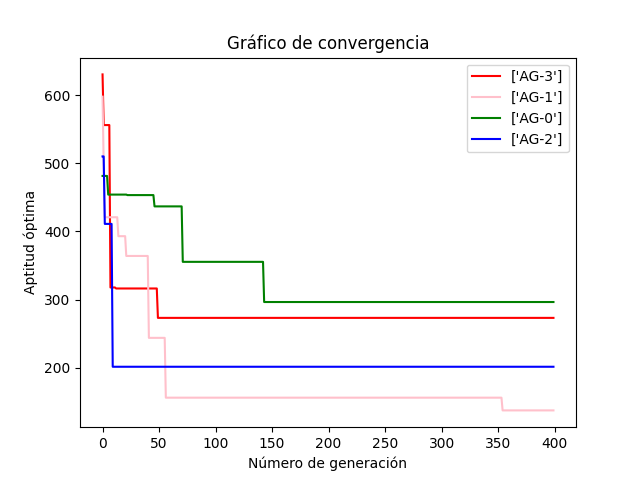 Gráfico de convergencia
['AG-3']
['AG-1']
['AG-0']
['AG-2']
Aptitud óptima
600
500
400
300
200
0 50 100 150 200 250 300 350 400
Número de generación